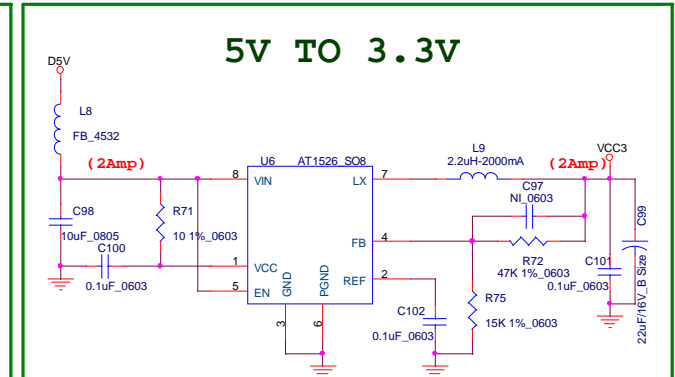 5V TO 3.3V
D5V
L8
FB_4532
(2Amp)
C98
10uF_0805
R71
10 1%_0603
C100
0.1uF_0603
U6 AT1526_SO8
8 VIN
LX 7
FB 4
1 VCC
5 EN
REF 2
GND
PGND
3
6
L9
2.2uH-2000mA
(2Amp)
VCC3
C97
NI_0603
R72
47K 1%_0603
C99
22uF/16V_B Size
C101
0.1uF_0603
R75
15K 1%_0603
C102
0.1uF_0603